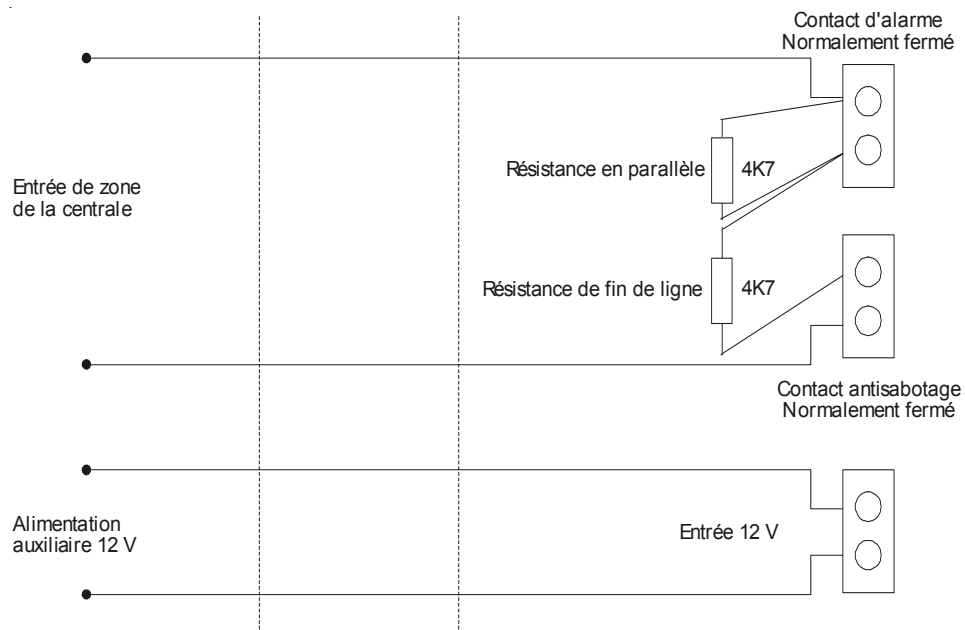 Contact d'alarme
Normalement fermé
Résistance en parallèle
4K7
Entrée de zone
de la centrale
Résistance de fin de ligne
4K7
Contact antisabotage
Normalement fermé
Alimentation
auxiliaire 12 V
Entrée 12 V